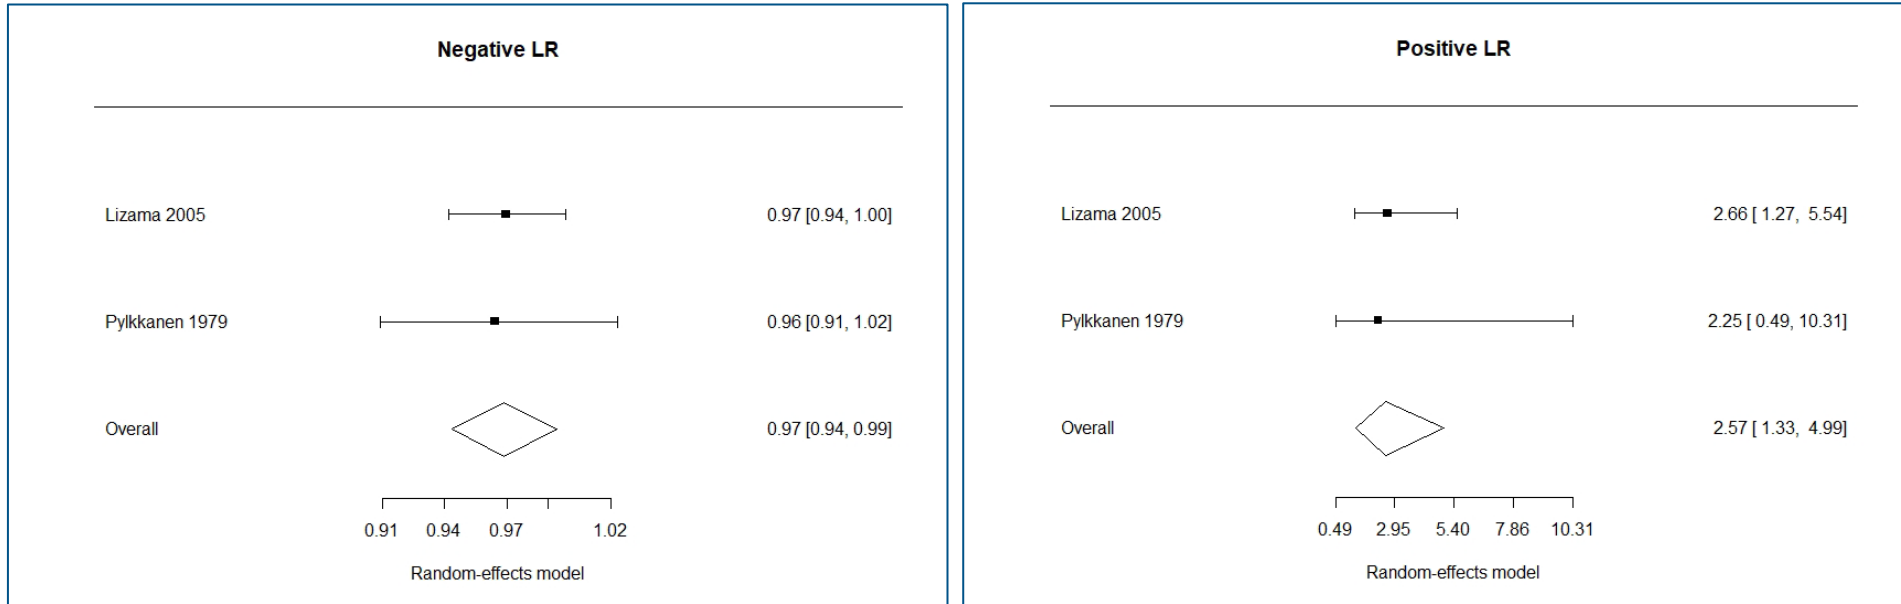 Negative LR
Lizama 2005 0.97 [0.94, 1.00]
Pylkkanen 1979 0.96 [0.91, 1.02]
Overall 0.97 [0.94, 0.99]
0.91 0.94 0.97 1.02
Random-effects model
Positive LR
Lizama 2005 2.66 [ 1.27, 5.54]
Pylkkanen 1979 2.25 [ 0.49, 10.31]
Overall 2.57 [ 1.33, 4.99]
0.49 2.95 5.40 7.86 10.31
Random-effects model